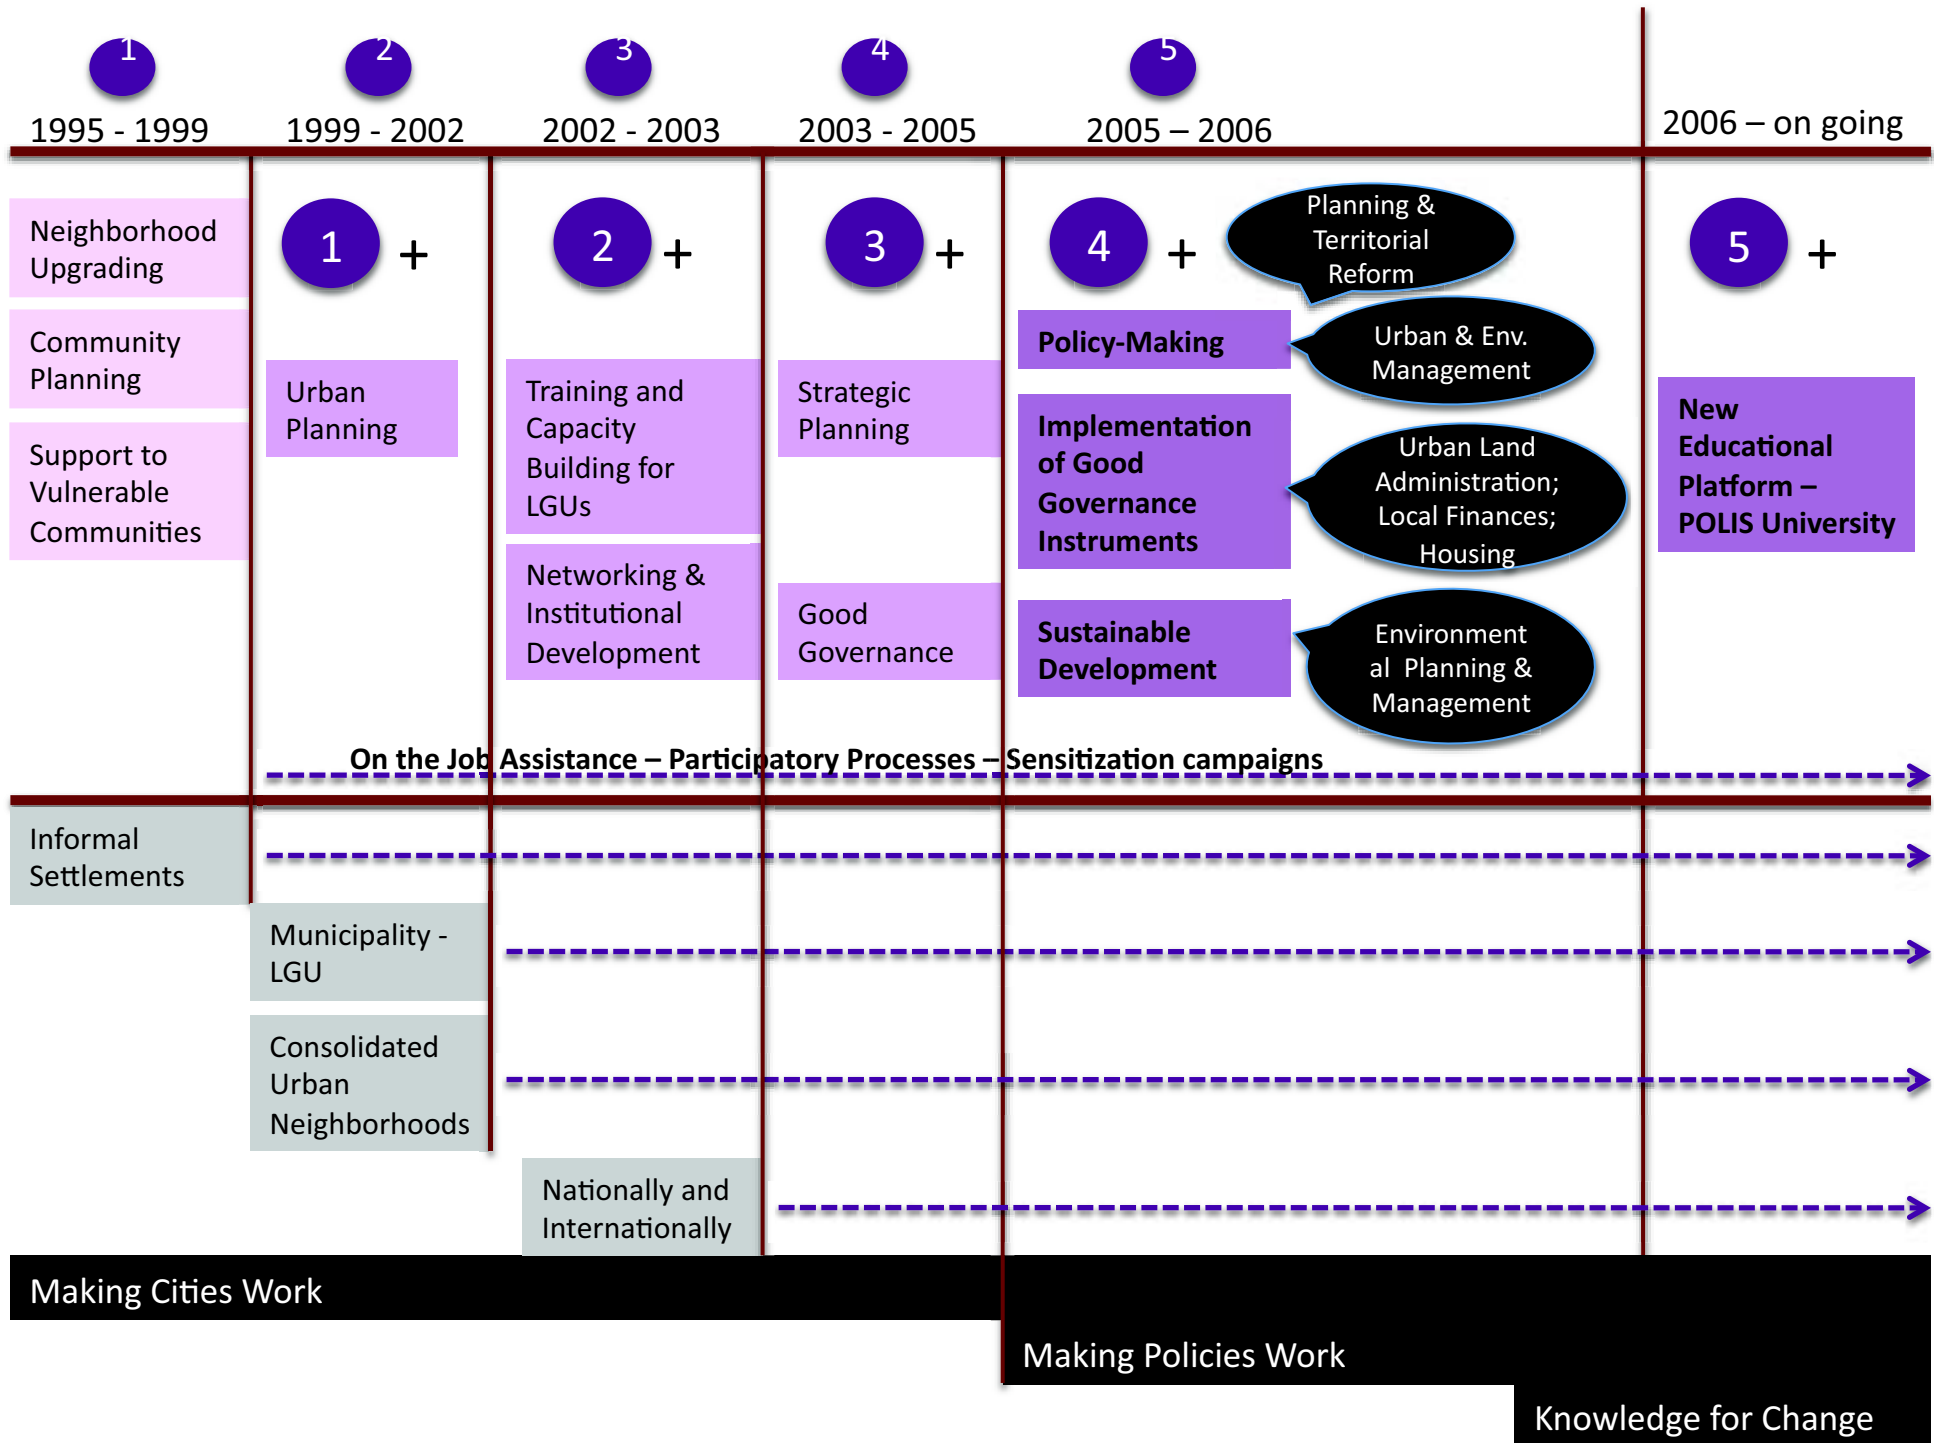 1
2
3
4
5
1995 - 1999
1999 - 2002
2002 - 2003
2003 - 2005
2005 – 2006
2006 – on going
Neighborhood
Upgrading
Community
Planning
Support to
Vulnerable
Communities
1 +
Urban
Planning
2 +
Training and
Capacity
Building for
LGUs
Networking &
Institutional
Development
3 +
Strategic
Planning
Good
Governance
4 +
Planning &
Territorial
Reform
Policy-Making
Urban & Env.
Management
Implementation
of Good
Governance
Instruments
Urban Land
Administration;
Local Finances;
Housing
Sustainable
Development
Environment
al Planning &
Management
5 +
New
Educational
Platform –
POLIS University
On the Job Assistance – Participatory Processes – Sensitization campaigns
Informal
Settlements
Municipality -
LGU
Consolidated
Urban
Neighborhoods
Nationally and
Internationally
Making Cities Work
Making Policies Work
Knowledge for Change